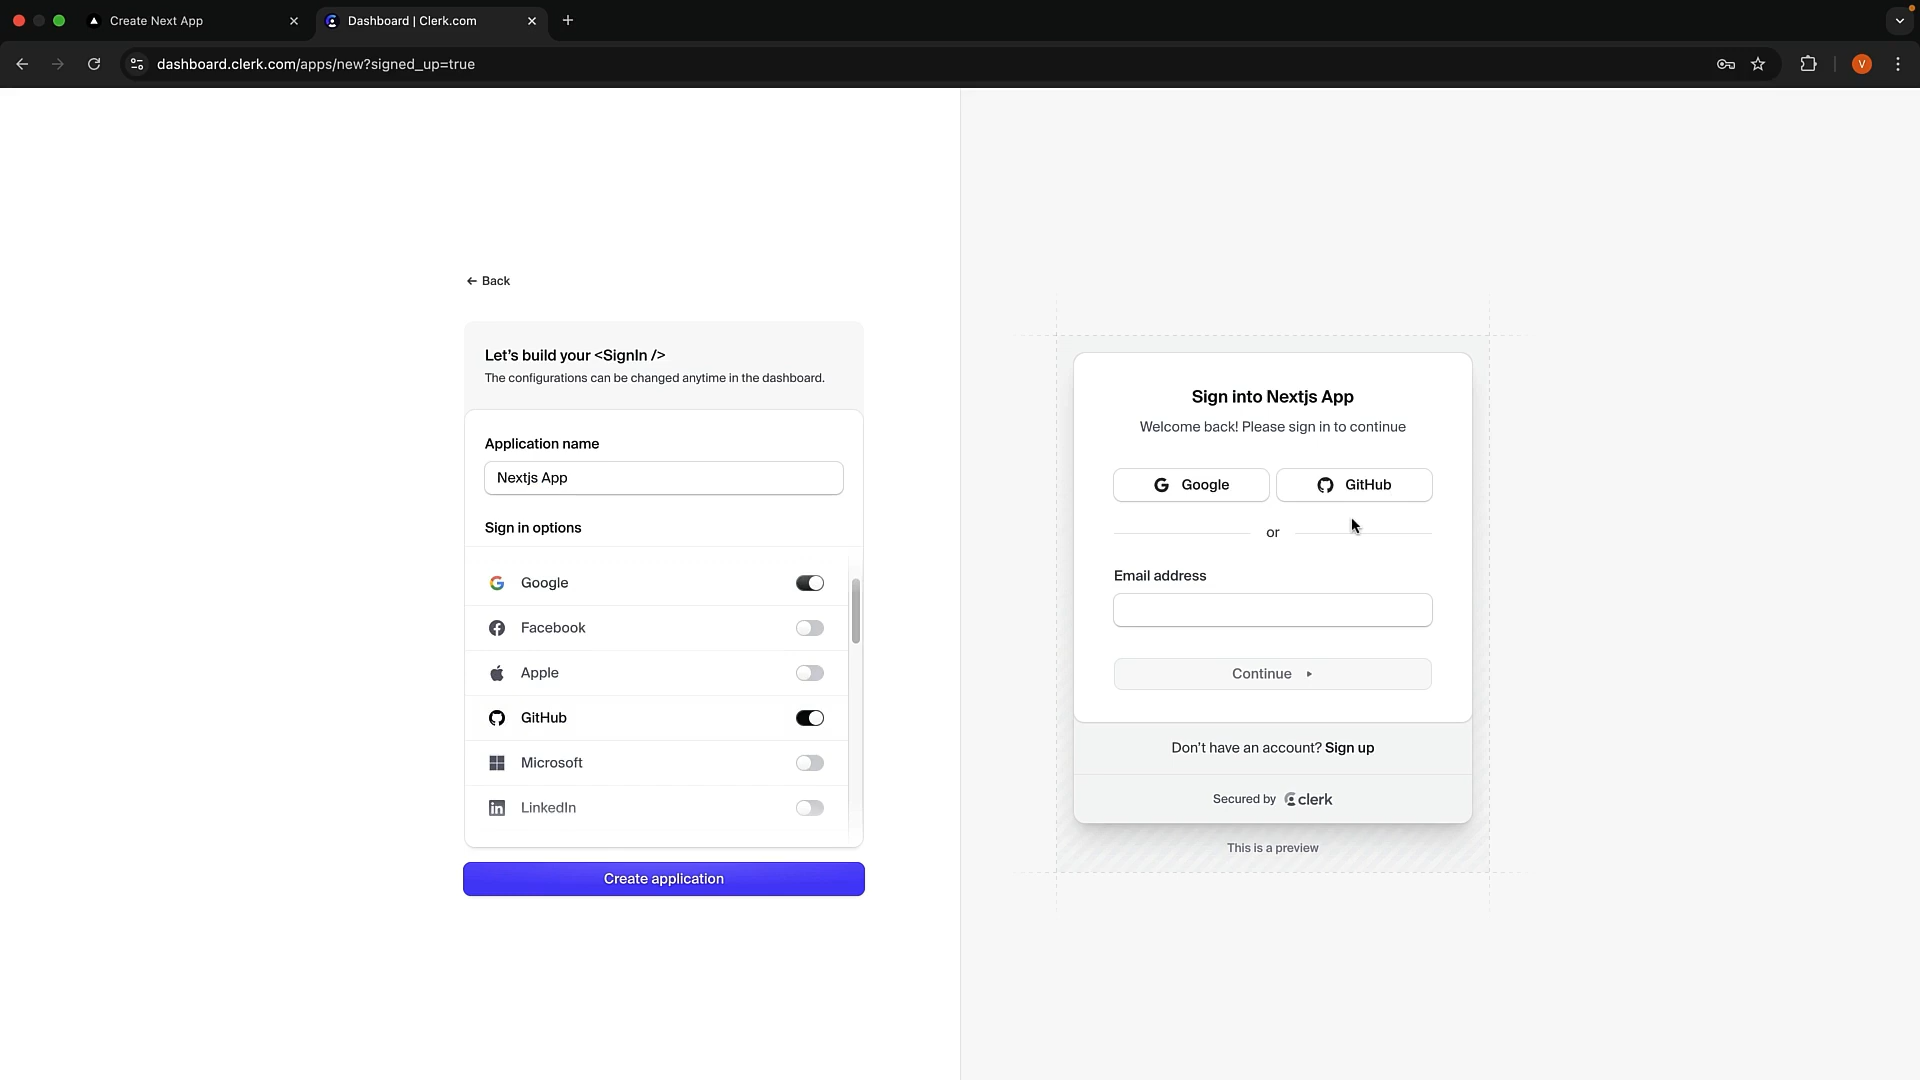 Create Next App
Dashboard | Clerk.com
dashboard.clerk.com/apps/new?signed_up=true
V
← Back
Let's build your <SignIn />
The configurations can be changed anytime in the dashboard.
Application name
Nextjs App
Sign in options
Google
Facebook
Apple
GitHub
Microsoft
LinkedIn
Create application
Sign into Nextjs App
Welcome back! Please sign in to continue
Google
GitHub
or
Email address
Continue
Don't have an account? Sign up
Secured by clerk
This is a preview